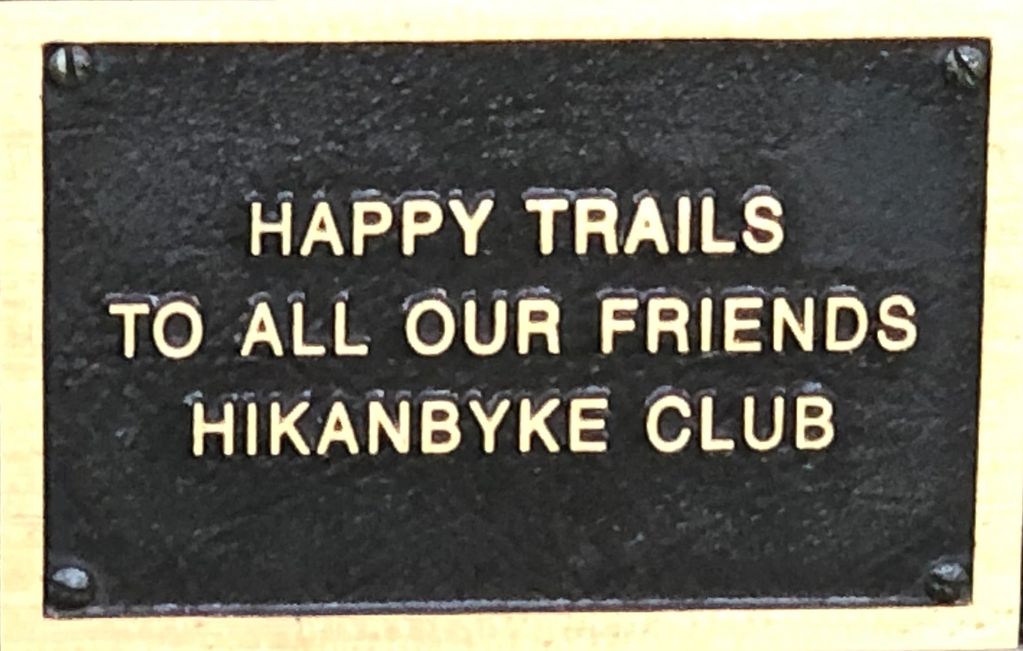 HAPPY TRAILS
TO ALL OUR FRIENDS
HIKANBYKE CLUB